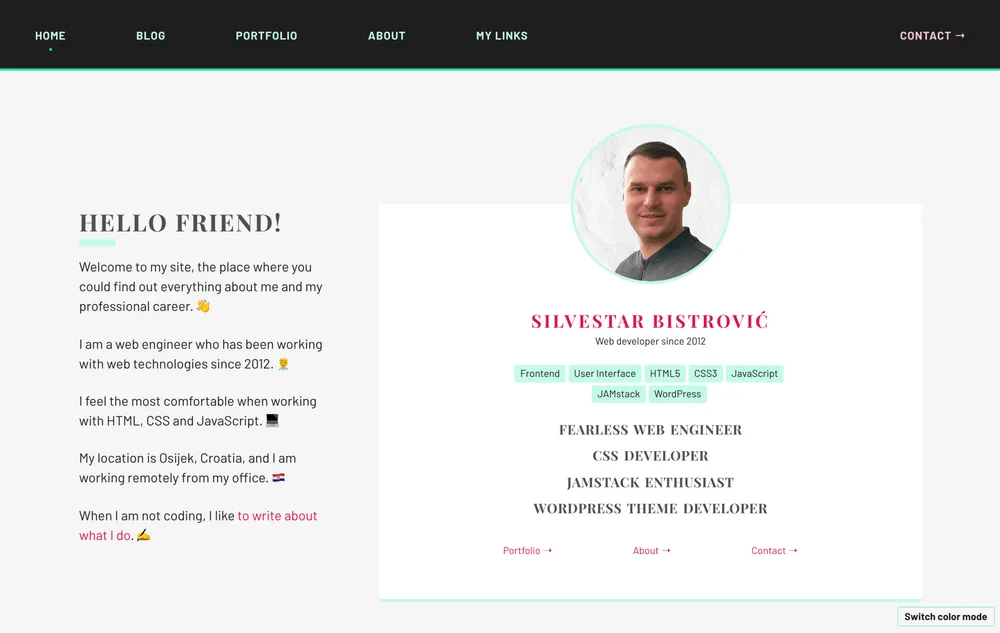 HOME BLOG PORTFOLIO ABOUT MY LINKS CONTACT →
HELLO FRIEND!
Welcome to my site, the place where you
could find out everything about me and my
professional career. 👋
I am a web engineer who has been working
with web technologies since 2012. 👨‍💼
I feel the most comfortable when working
with HTML, CSS and JavaScript. 💻
My location is Osijek, Croatia, and I am
working remotely from my office. 🇭🇷
When I am not coding, I like to write about
what I do. ✍️
SILVESTAR BISTROVIĆ
Web developer since 2012
Frontend User Interface HTML5 CSS3 JavaScript
JAMstack WordPress
FEARLESS WEB ENGINEER
CSS DEVELOPER
JAMSTACK ENTHUSIAST
WORDPRESS THEME DEVELOPER
Portfolio → About → Contact →
Switch color mode